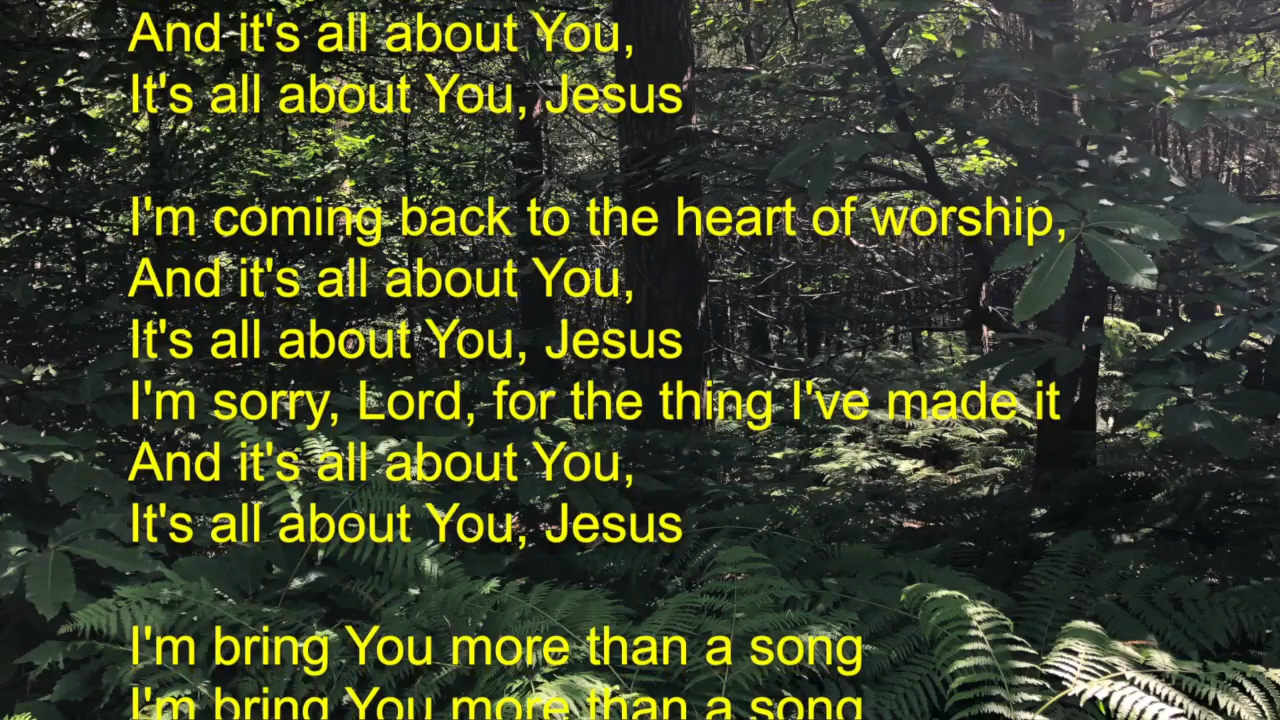 And it's all about You,
It's all about You, Jesus
I'm coming back to the heart of worship,
And it's all about You,
It's all about You, Jesus
I'm sorry, Lord, for the thing I've made it
And it's all about You,
It's all about You, Jesus
I'm bring You more than a song
I'm bring You more than a song